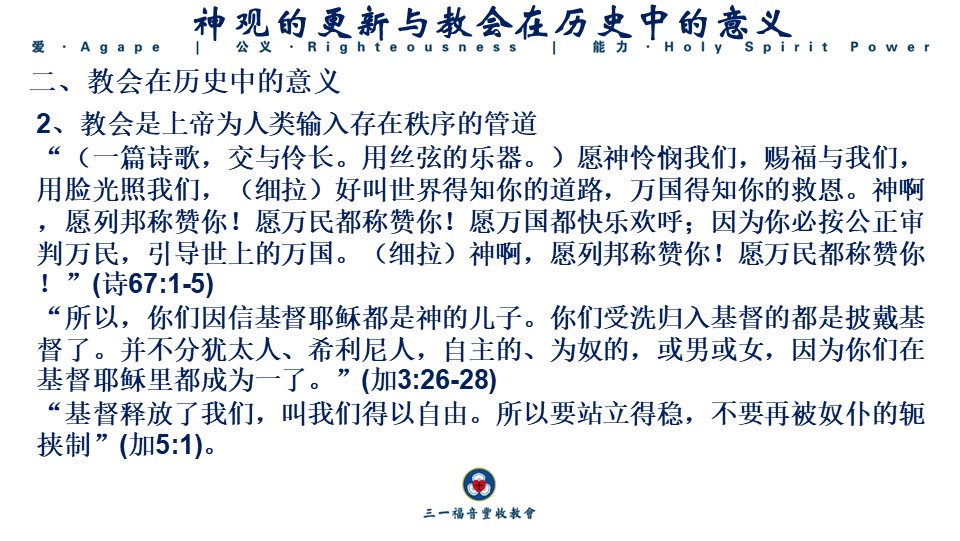 神观的更新与教会在历史中的意义
爱·Agape | 公义·Righteousness | 能力·Holy Spirit Power
二、教会在历史中的意义
2、教会是上帝为人类输入存在秩序的管道
“（一篇诗歌，交与伶长。用丝弦的乐器。）愿神怜悯我们，赐福与我们，
用脸光照我们，（细拉）好叫世界得知你的道路，万国得知你的救恩。神啊
，愿列邦称赞你！愿万民都称赞你！愿万国都快乐欢呼；因为你必按公正审
判万民，引导世上的万国。（细拉）神啊，愿列邦称赞你！愿万民都称赞你
！”(诗67:1-5)
“所以，你们因信基督耶稣都是神的儿子。你们受洗归入基督的都是披戴基
督了。并不分犹太人、希利尼人，自主的、为奴的，或男或女，因为你们在
基督耶稣里都成为一了。”(加3:26-28)
“基督释放了我们，叫我们得以自由。所以要站立得稳，不要再被奴仆的轭
挟制”(加5:1)。
三一福音豐收教會